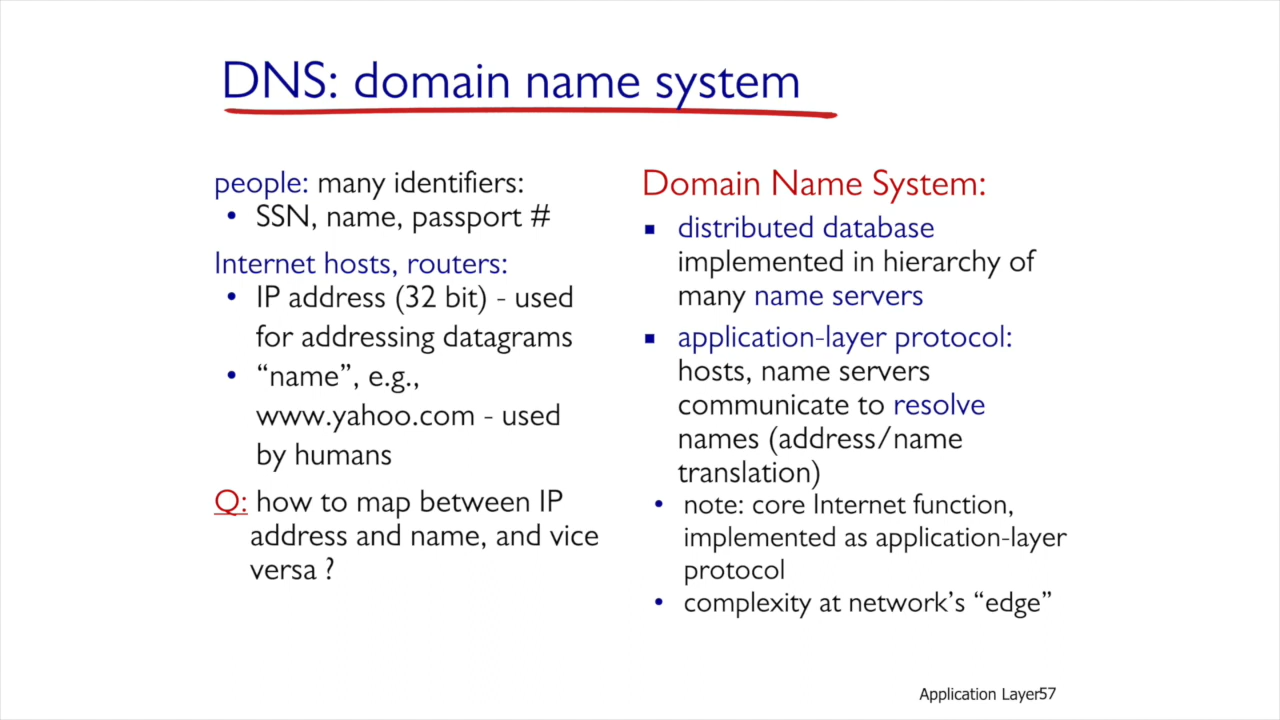 DNS: domain name system
people: many identifiers:
• SSN, name, passport #
Internet hosts, routers:
• IP address (32 bit) - used
for addressing datagrams
• “name”, e.g.,
www.yahoo.com - used
by humans
Q: how to map between IP
address and name, and vice
versa ?
Domain Name System:
▪ distributed database
implemented in hierarchy of
many name servers
▪ application-layer protocol:
hosts, name servers
communicate to resolve
names (address/name
translation)
• note: core Internet function,
implemented as application-layer
protocol
• complexity at network’s “edge”
Application Layer57